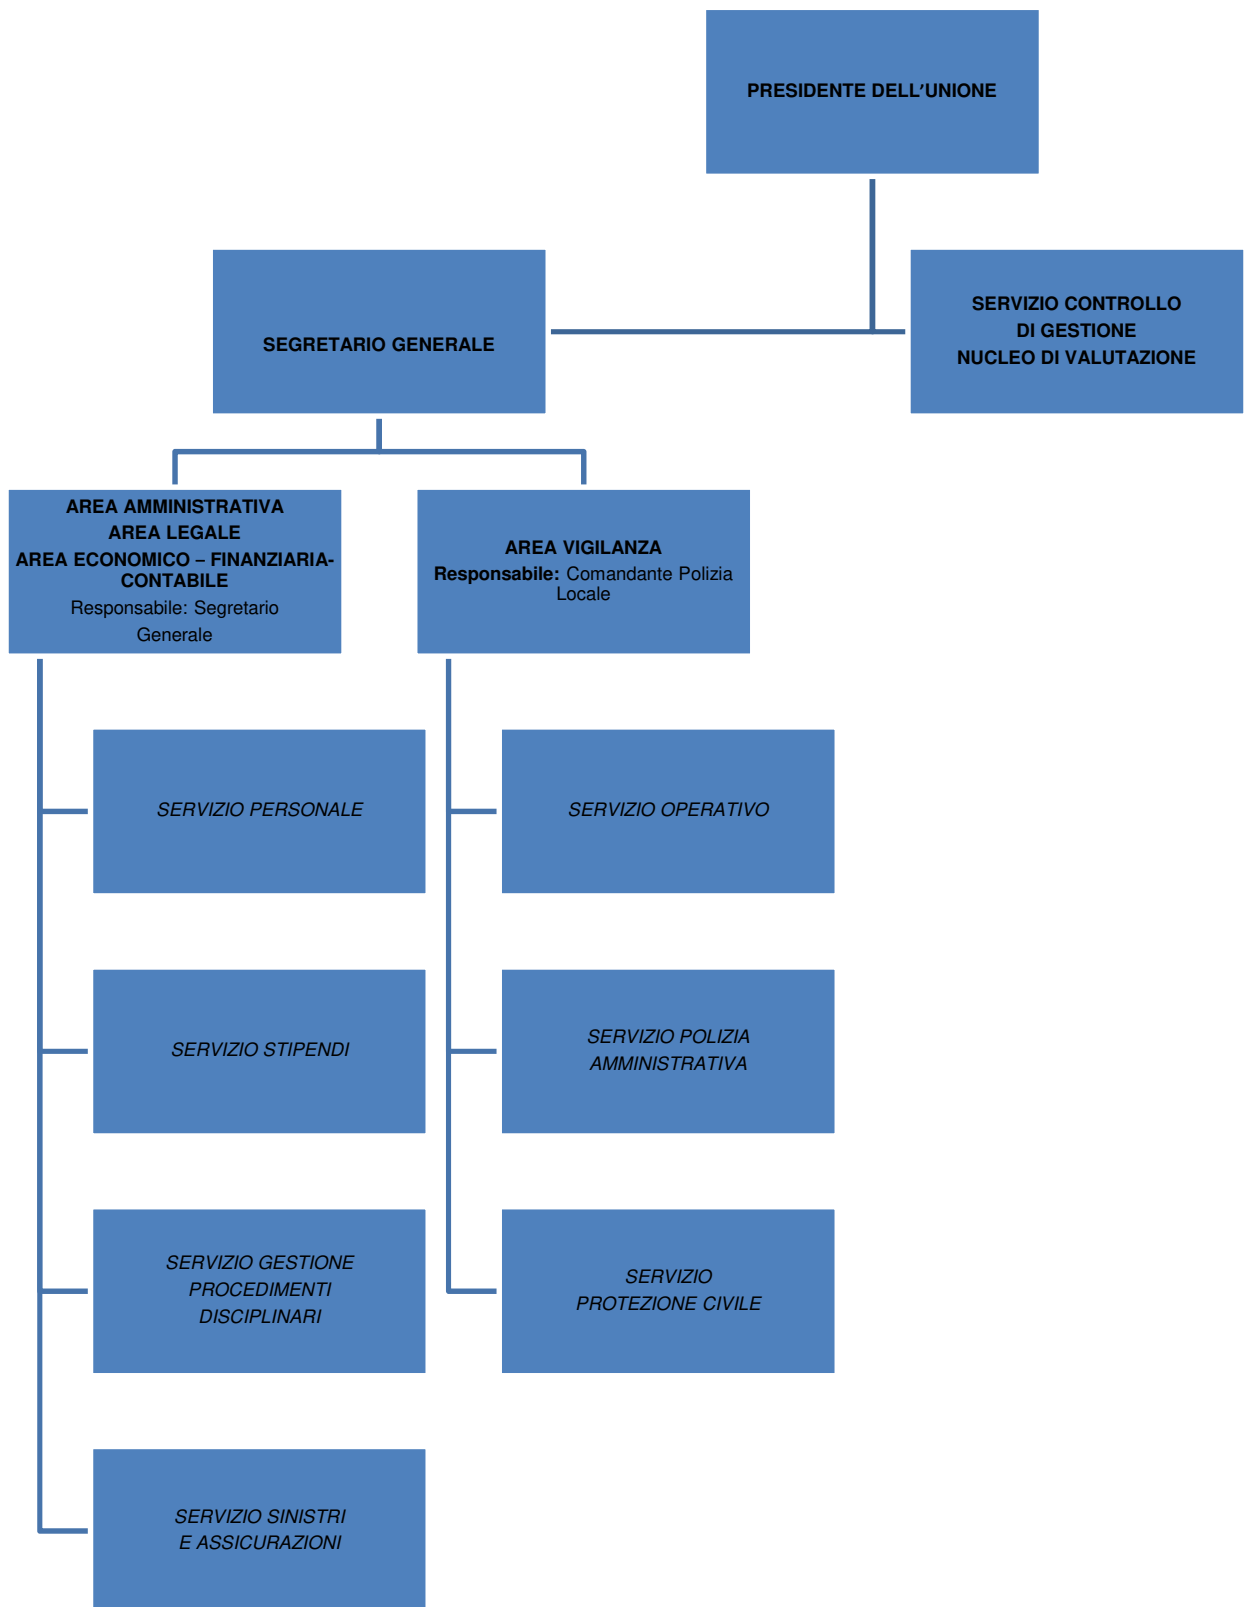 PRESIDENTE DELL’UNIONE
SEGRETARIO GENERALE
SERVIZIO CONTROLLO
DI GESTIONE
NUCLEO DI VALUTAZIONE
AREA AMMINISTRATIVA
AREA LEGALE
AREA ECONOMICO – FINANZIARIA-
CONTABILE
Responsabile: Segretario
Generale
AREA VIGILANZA
Responsabile: Comandante Polizia
Locale
SERVIZIO PERSONALE
SERVIZIO OPERATIVO
SERVIZIO STIPENDI
SERVIZIO POLIZIA
AMMINISTRATIVA
SERVIZIO GESTIONE
PROCEDIMENTI
DISCIPLINARI
SERVIZIO
PROTEZIONE CIVILE
SERVIZIO SINISTRI
E ASSICURAZIONI